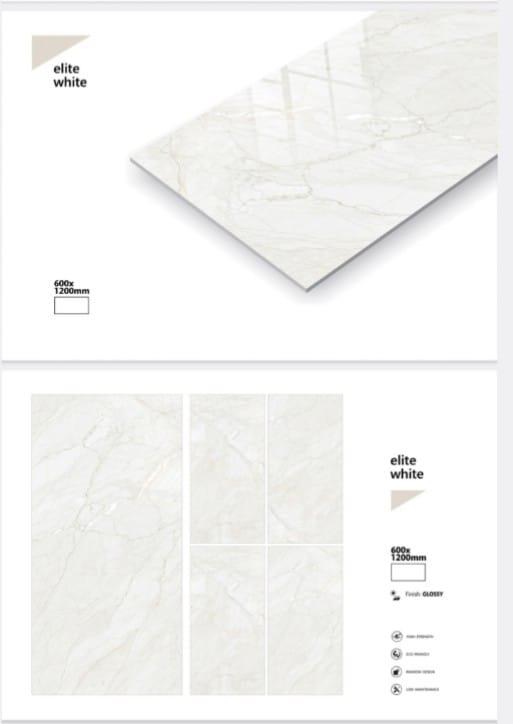 elite
white
600x
1200mm
elite
white
600x
1200mm
Finish: GLOSSY
HIGH STRENGTH
ECO FRIENDLY
RANDOM DESIGN
LOW MAINTENANCE